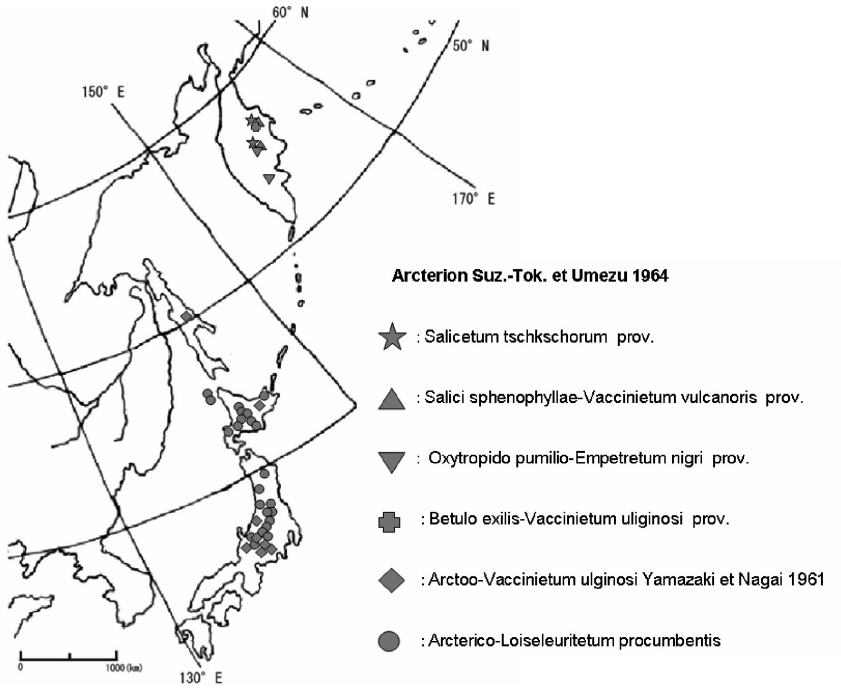 60° N
50° N
150° E
170° E
Arcterion Suz.-Tok. et Umezu 1964
: Salicetum tschkschorum prov.
: Salici sphenophyllae-Vaccinietum vulcanoris prov.
: Oxytropido pumilio-Empetretum nigri prov.
: Betulo exilis-Vaccinietum uliginosi prov.
: Arctoo-Vaccinietum ulginosi Yamazaki et Nagai 1961
: Arcterico-Loiseleuritetum procumbentis
0 1000 (km)
130° E